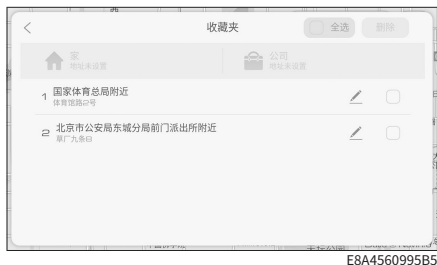 收藏夹
全选
删除
家
地址未设置
公司
地址未设置
1 国家体育总局附近
体育馆路2号
2 北京市公安局东城分局前门派出所附近
草厂九条8
E8A4560995B5